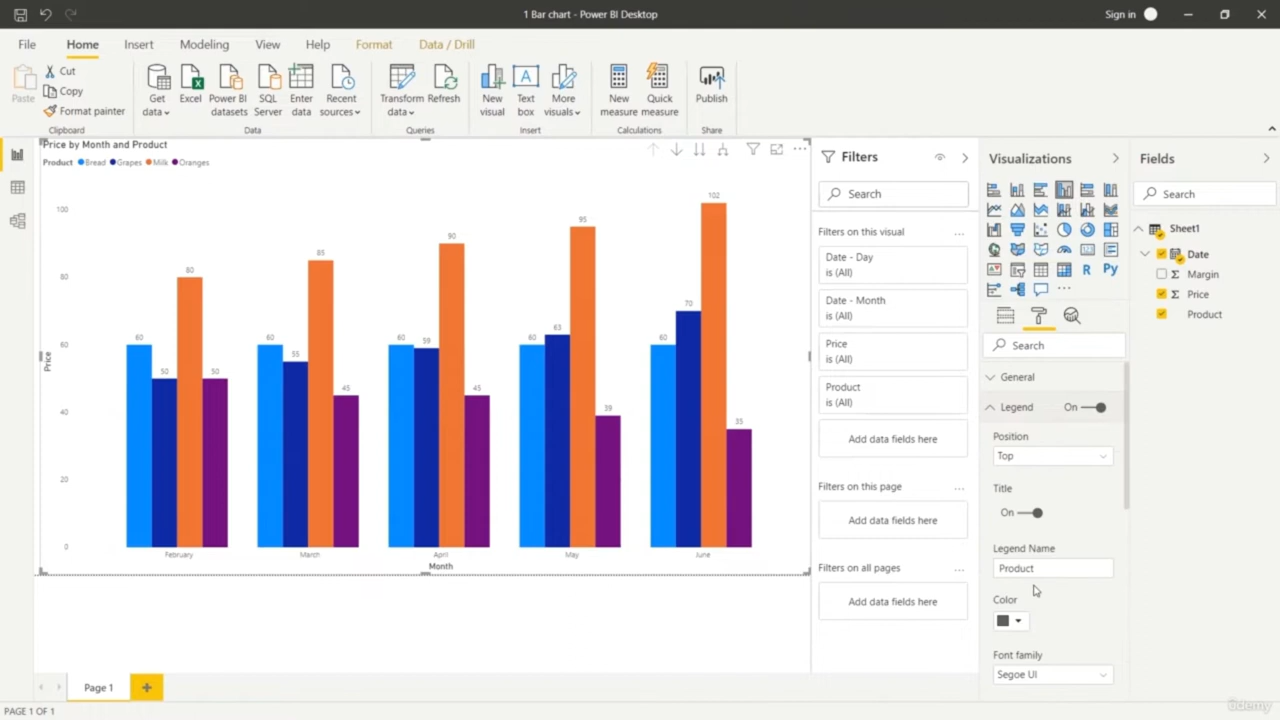 1 Bar chart - Power BI Desktop
Sign in
File Home Insert Modeling View Help Format Data / Drill
Paste
Cut
Copy
Format painter
Clipboard
Get data
Excel
Power BI datasets
SQL Server
Enter data
Recent sources
Data
Transform data
Refresh
Queries
New visual
Text box
More visuals
Insert
New measure
Quick measure
Calculations
Publish
Share
Price by Month and Product
Product Bread Grapes Milk Oranges
100
80
60
40
20
0
Price
60 50 80 50
60 55 85 45
60 59 90 45
60 63 95 39
60 70 102 35
February March April May June
Month
Filters
Search
Filters on this visual
...
Date - Day
is (All)
Date - Month
is (All)
Price
is (All)
Product
is (All)
Add data fields here
Filters on this page
...
Add data fields here
Filters on all pages
...
Add data fields here
Visualizations
R Py
Search
General
Legend On
Position
Top
Title
On
Legend Name
Product
Color
Font family
Segoe UI
Fields
Search
Sheet1
Date
Σ Margin
Σ Price
Product
Page 1
PAGE 1 OF 1
ûdemy